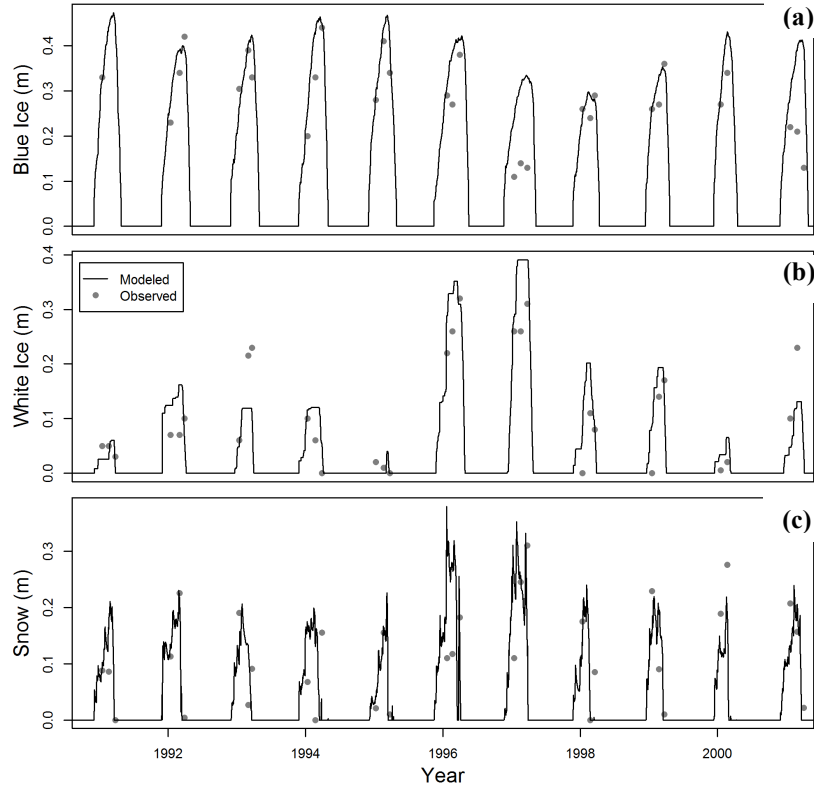 (a)
Blue Ice (m)
0.0 0.1 0.2 0.3 0.4
(b)
White Ice (m)
0.0 0.1 0.2 0.3 0.4
Modeled
Observed
(c)
Snow (m)
0.0 0.1 0.2 0.3
1992 1994 1996 1998 2000
Year